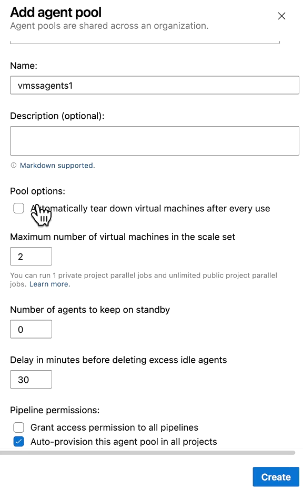 Add agent pool
Agent pools are shared across an organization.
Name:
vmssagents1
Description (optional):
Markdown supported.
Pool options:
Automatically tear down virtual machines after every use
Maximum number of virtual machines in the scale set
2
You can run 1 private project parallel jobs and unlimited public project parallel
jobs. Learn more.
Number of agents to keep on standby
0
Delay in minutes before deleting excess idle agents
30
Pipeline permissions:
Grant access permission to all pipelines
Auto-provision this agent pool in all projects
Create